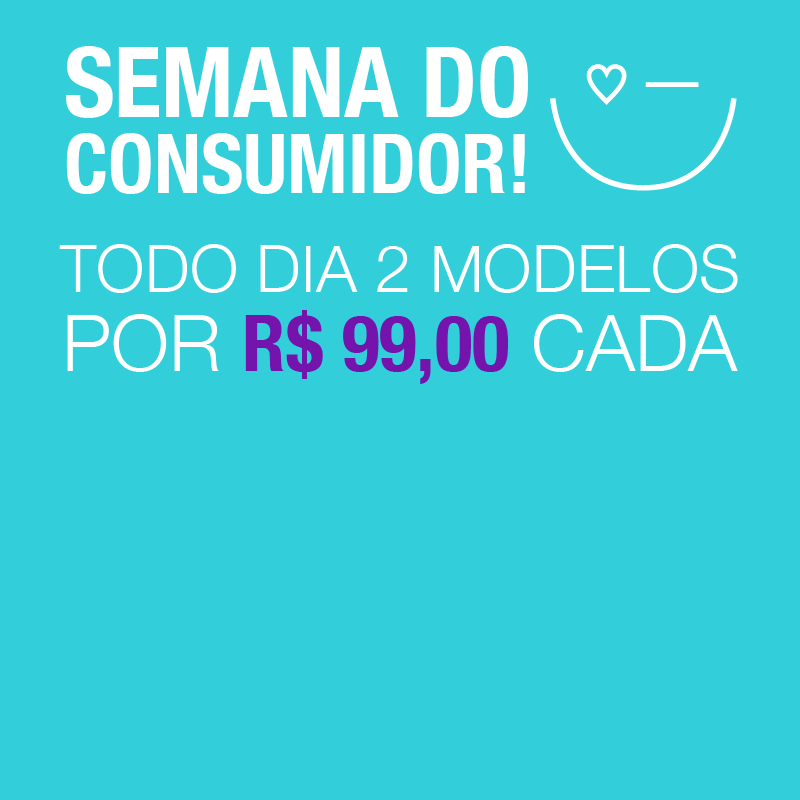 SEMANA DO
CONSUMIDOR!
TODO DIA 2 MODELOS
POR R$ 99,00 CADA